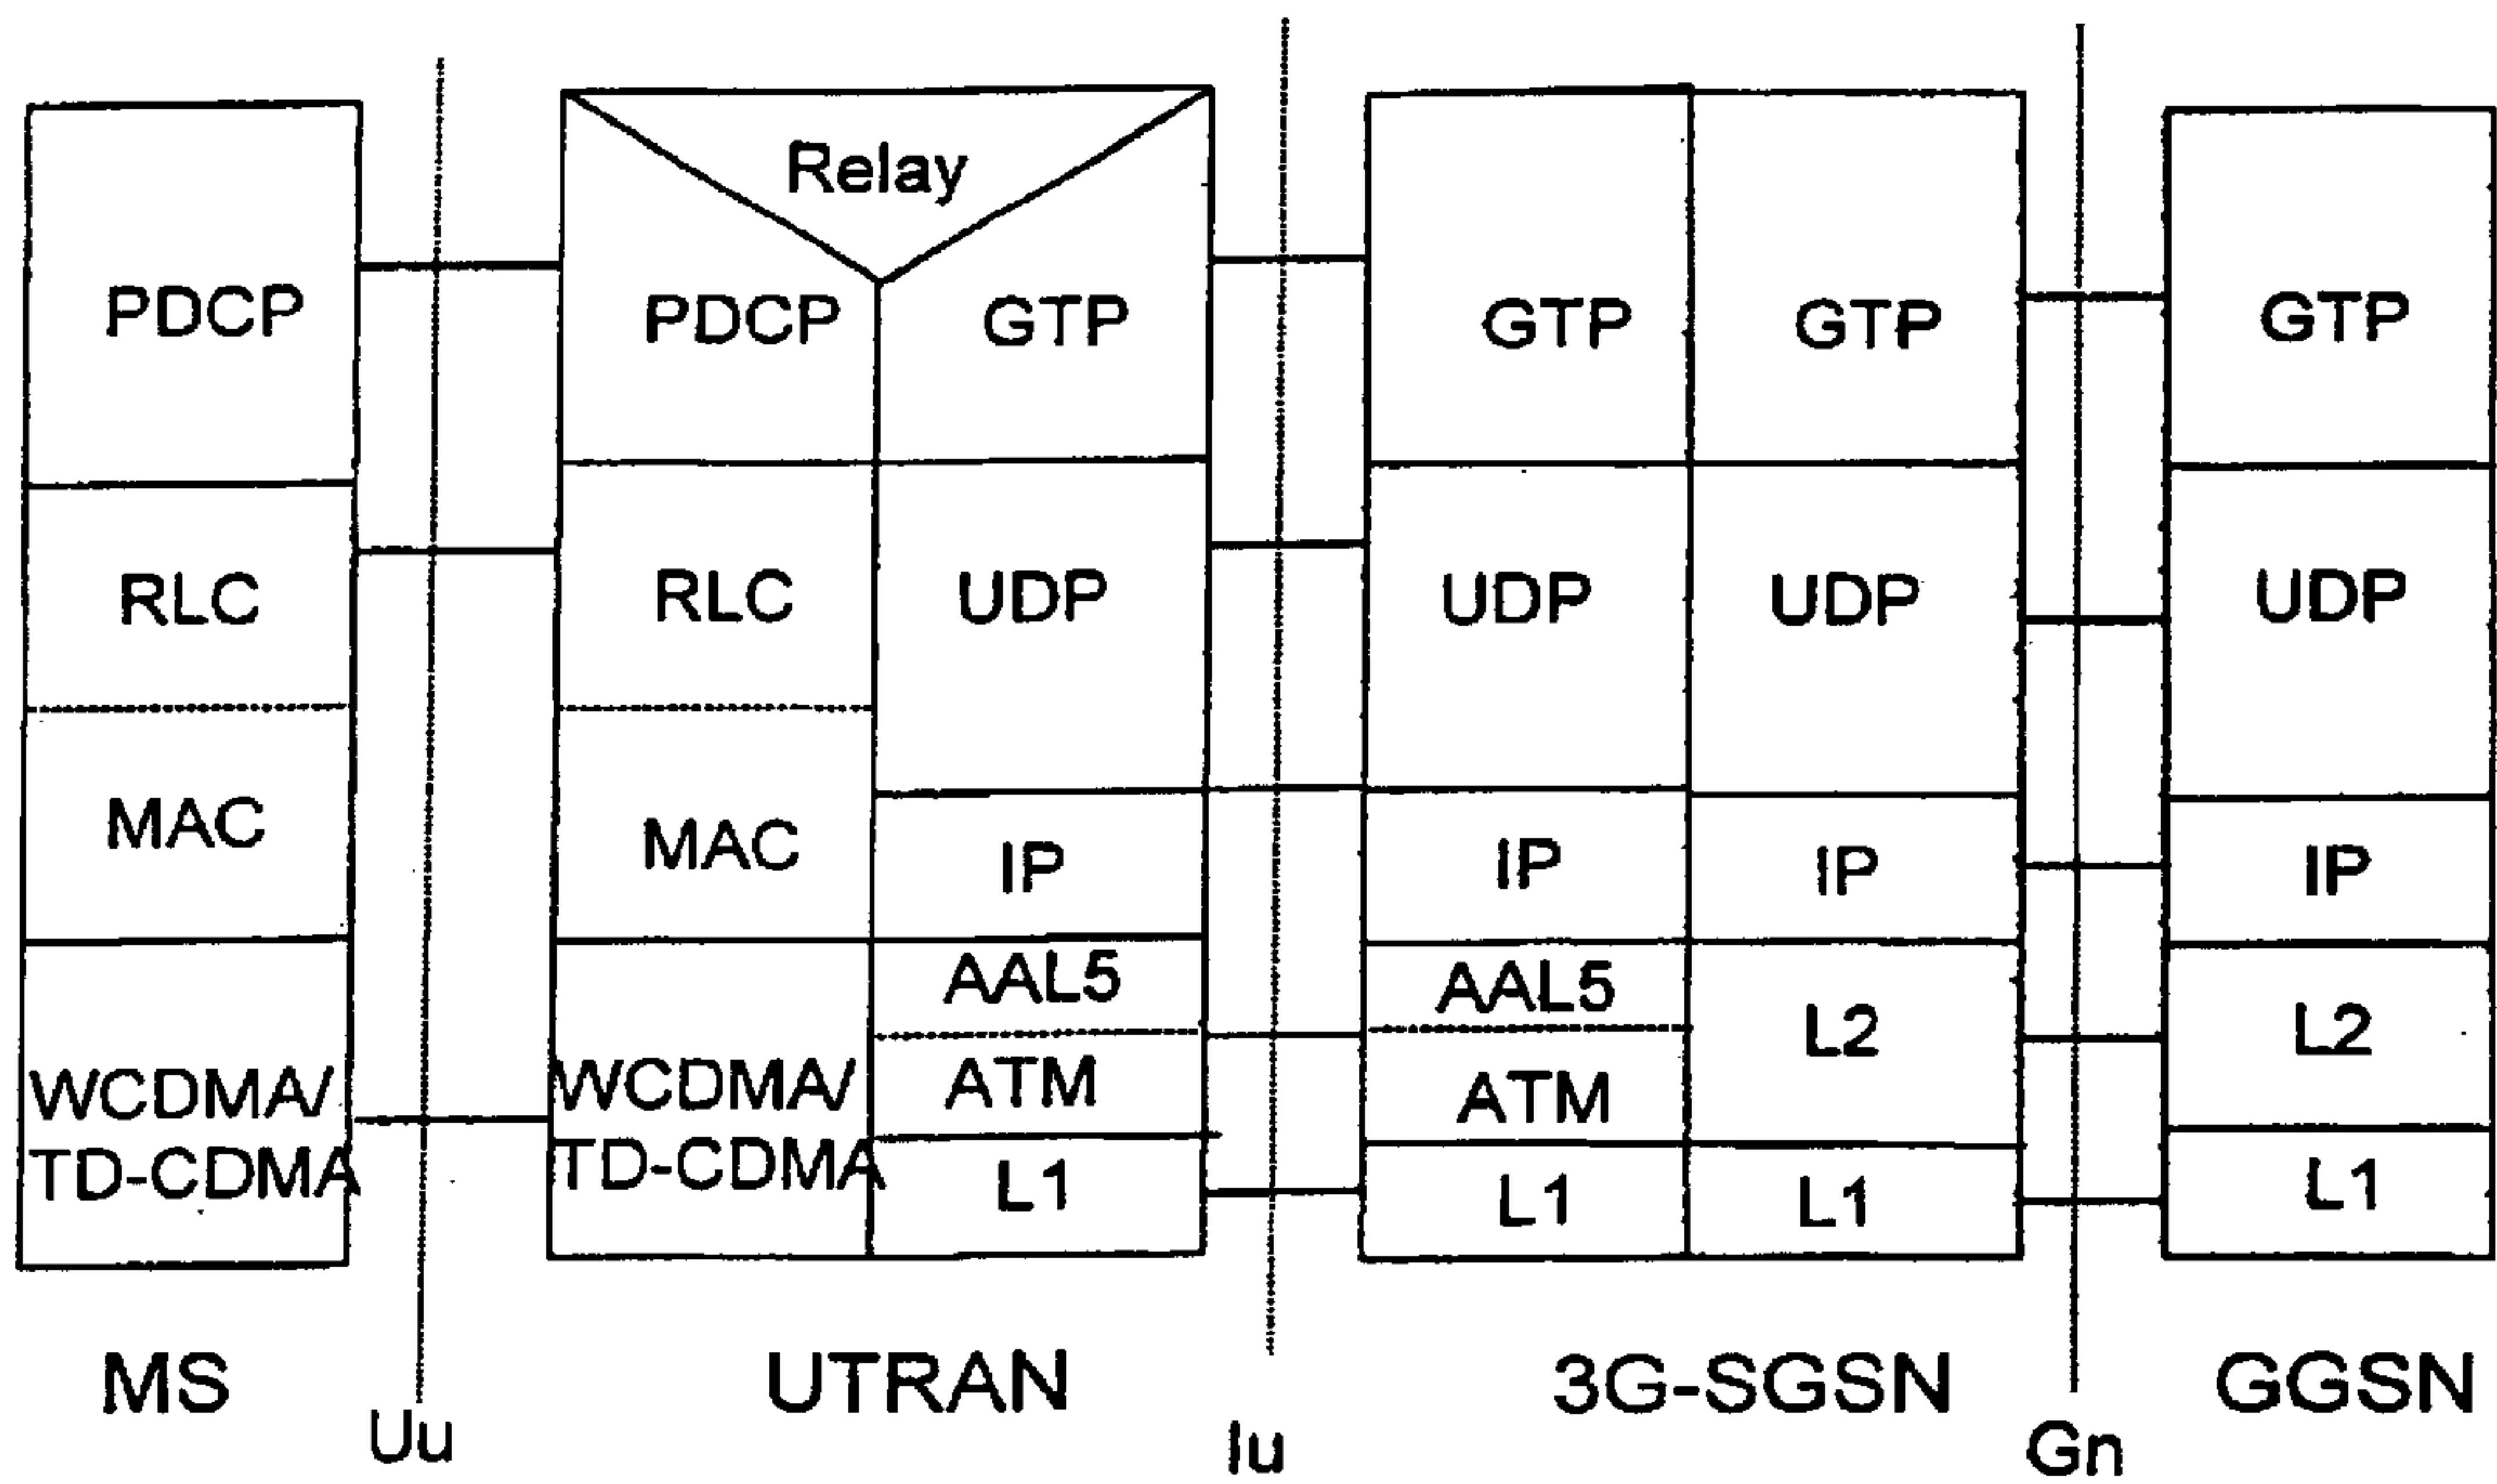 Relay
PDCP
PDCP
GTP
GTP
GTP
GTP
RLC
RLC
UDP
UDP
UDP
UDP
MAC
MAC
IP
IP
IP
IP
AAL5
AAL5
L2
L2
WCDMA/
TD-CDMA
WCDMA/
TD-CDMA
ATM
ATM
L1
L1
L1
L1
MS
UTRAN
3G-SGSN
GGSN
Uu
Iu
Gn